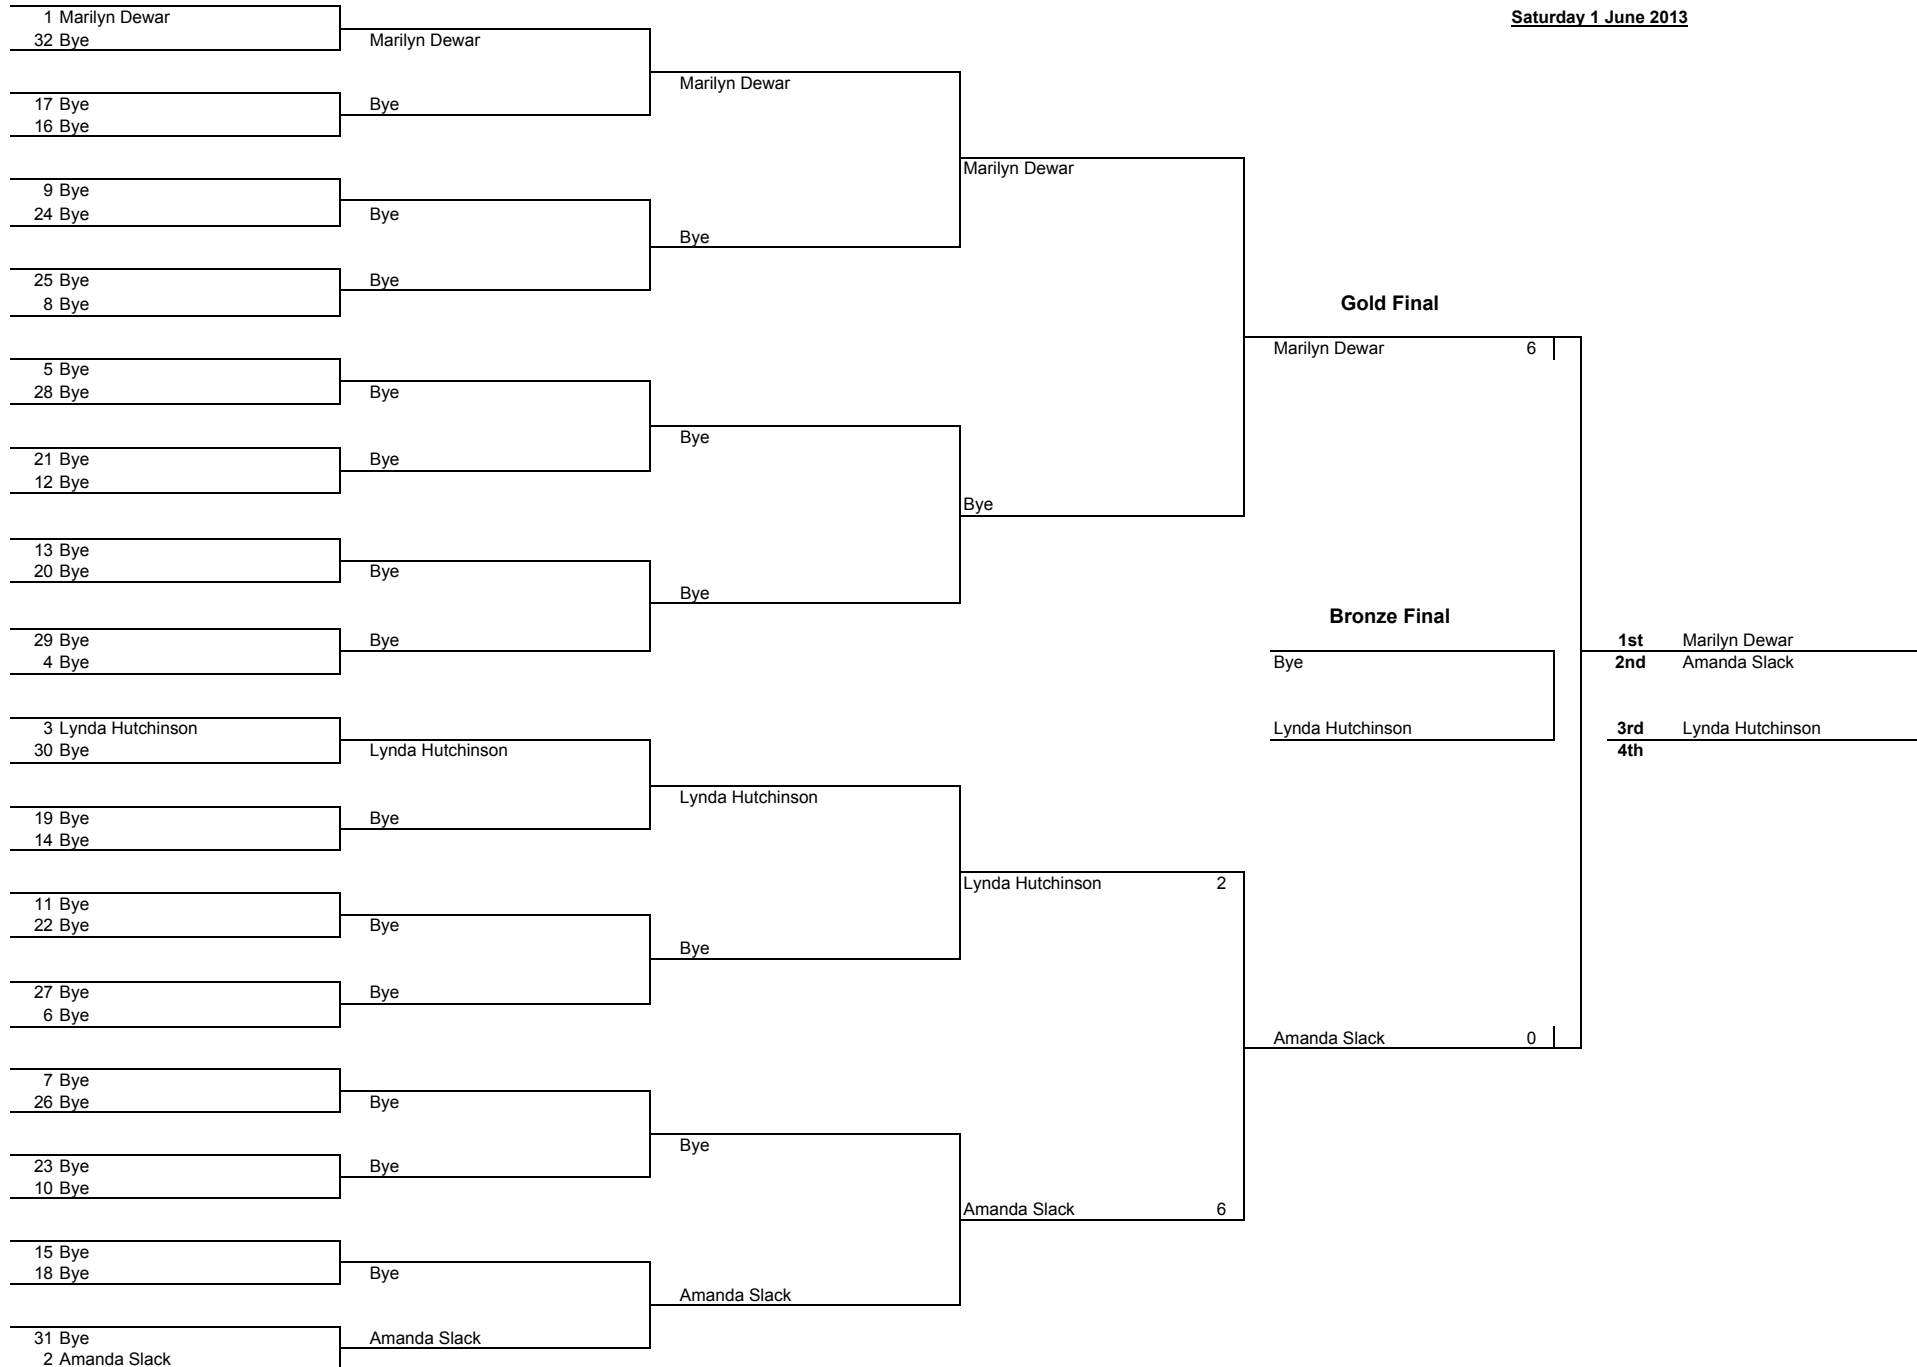 Saturday 1 June 2013
1 Marilyn Dewar
32 Bye
17 Bye
16 Bye
9 Bye
24 Bye
25 Bye
8 Bye
5 Bye
28 Bye
21 Bye
12 Bye
13 Bye
20 Bye
29 Bye
4 Bye
3 Lynda Hutchinson
30 Bye
19 Bye
14 Bye
11 Bye
22 Bye
27 Bye
6 Bye
7 Bye
26 Bye
23 Bye
10 Bye
15 Bye
18 Bye
31 Bye
2 Amanda Slack
Marilyn Dewar
Bye
Bye
Bye
Bye
Bye
Bye
Bye
Lynda Hutchinson
Bye
Bye
Bye
Bye
Bye
Bye
Amanda Slack
Marilyn Dewar
Bye
Bye
Bye
Lynda Hutchinson
Bye
Bye
Amanda Slack
Marilyn Dewar
Bye
Lynda Hutchinson 2
Amanda Slack 6
Gold Final
Marilyn Dewar 6
Amanda Slack 0
Bronze Final
Bye
Lynda Hutchinson
1st Marilyn Dewar
2nd Amanda Slack
3rd Lynda Hutchinson
4th